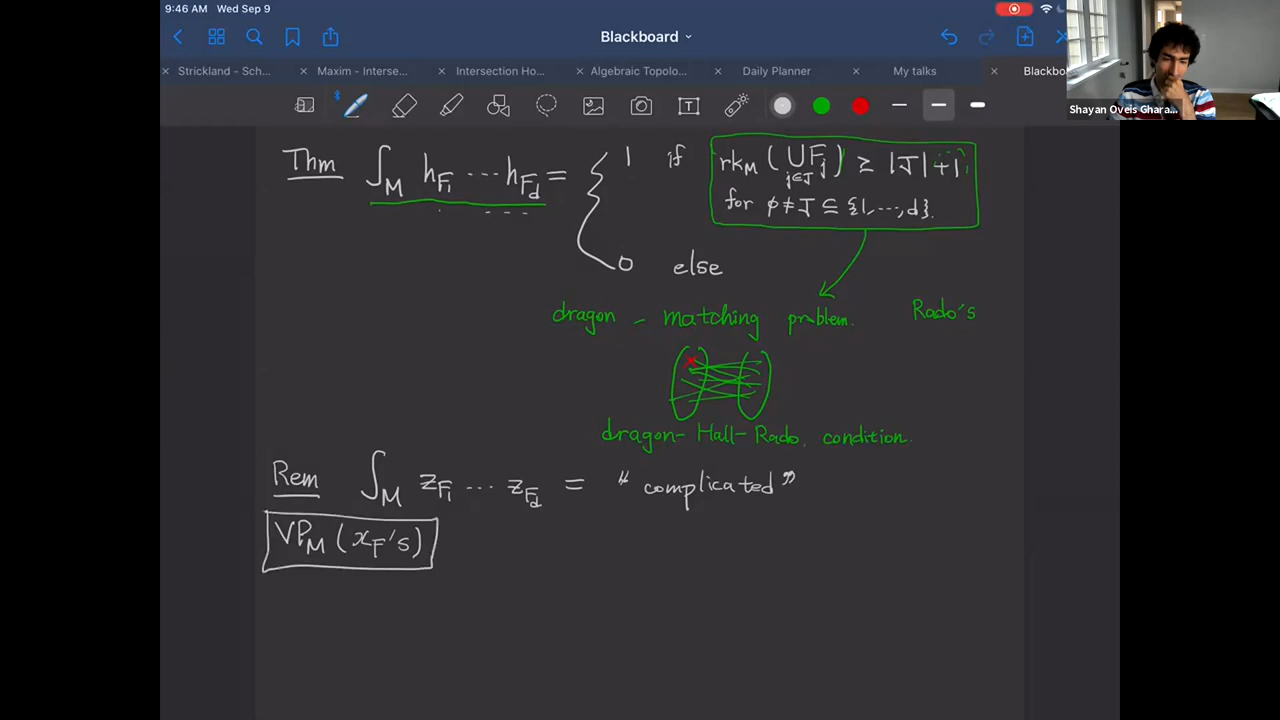 9:46 AM Wed Sep 9
Blackboard
Strickland - Sch...
Maxim - Interse...
Intersection Ho...
Algebraic Topolo...
Daily Planner
My talks
Blackbo
Shayan Oveis Ghara...
Thm ∫_M h_{F_1} ... h_{F_d} = { 1 if rk_M ( ∪_{j∈J} F_j ) ≥ |J| + 1
for ∅ ≠ J ⊆ {1, ..., d}.
0 else
dragon - matching problem. Rado's
dragon - Hall - Rado. condition.
Rem ∫_M z_{F_1} ... z_{F_d} = " complicated "
VP_M ( x_F's )